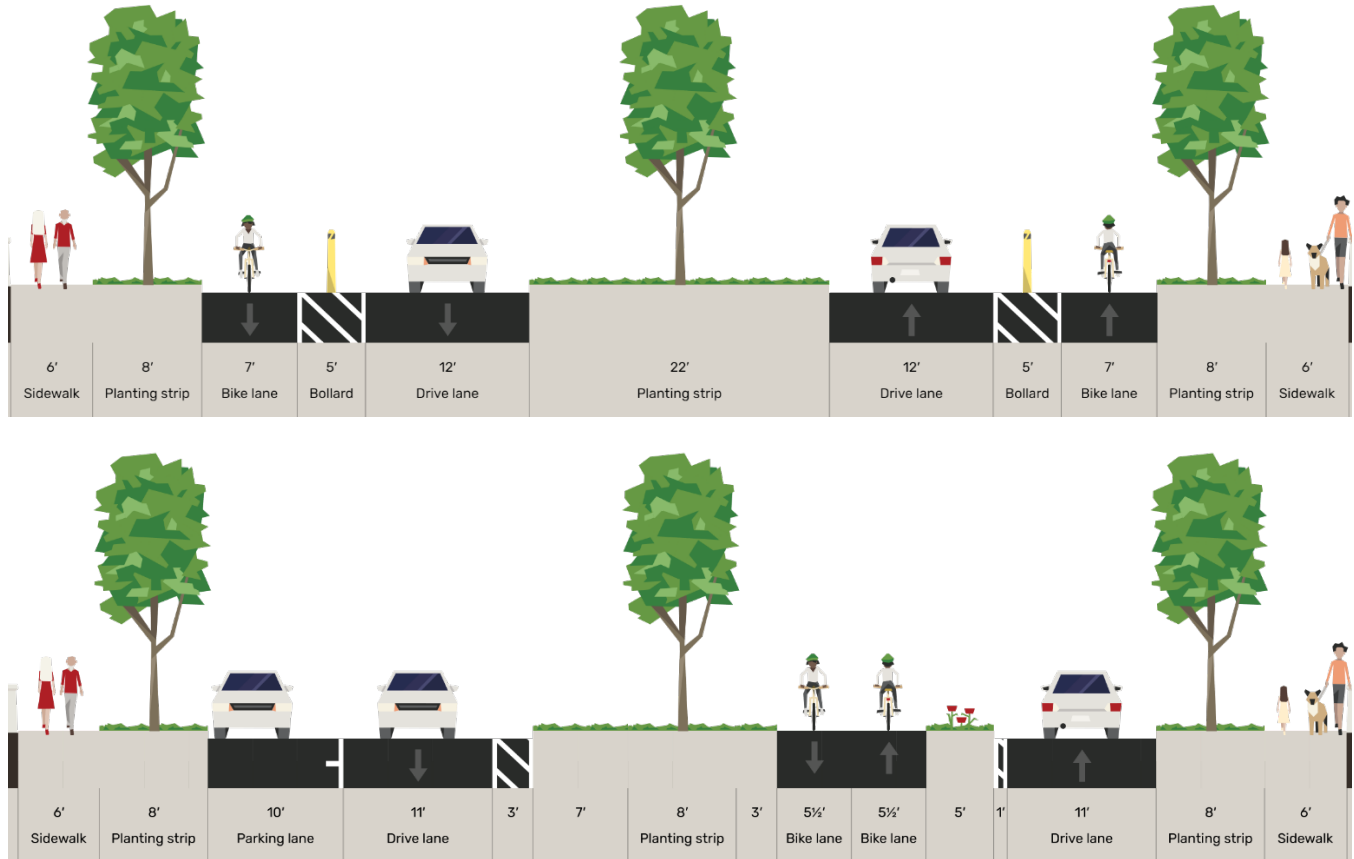 6′ 8′ 7′ 5′ 12′ 22′ 12′ 5′ 7′ 8′ 6′
Sidewalk Planting strip Bike lane Bollard Drive lane Planting strip Drive lane Bollard Bike lane Planting strip Sidewalk
6′ 8′ 10′ 11′ 3′ 7′ 8′ 3′ 5½′ 5½′ 5′ 1′ 11′ 8′ 6′
Sidewalk Planting strip Parking lane Drive lane Planting strip Bike lane Bike lane Drive lane Planting strip Sidewalk